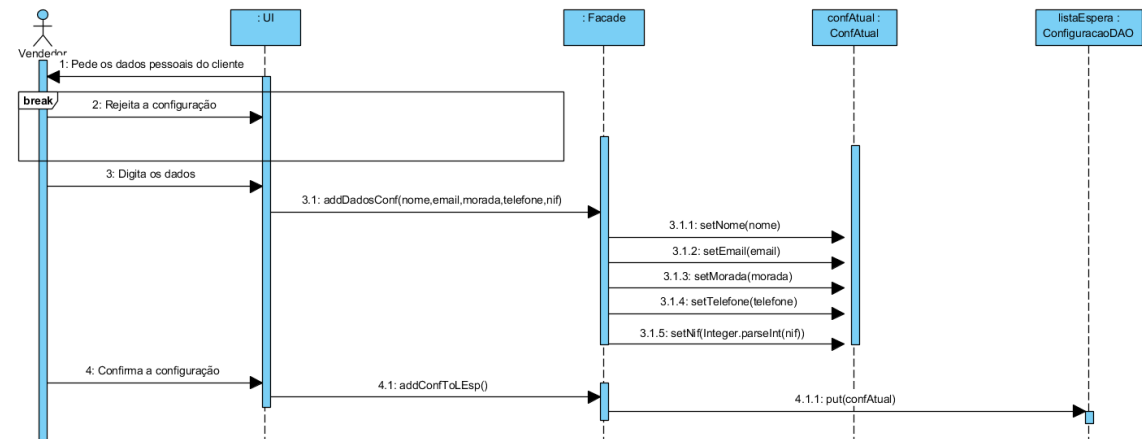 : UI
: Facade
confAtual :
ConfAtual
listaEspera :
ConfiguracaoDAO
Vendedor
1: Pede os dados pessoais do cliente
break
2: Rejeita a configuração
3: Digita os dados
3.1: addDadosConf(nome,email,morada,telefone,nif)
3.1.1: setNome(nome)
3.1.2: setEmail(email)
3.1.3: setMorada(morada)
3.1.4: setTelefone(telefone)
3.1.5: setNif(Integer.parseInt(nif))
4: Confirma a configuração
4.1: addConfToLEsp()
4.1.1: put(confAtual)